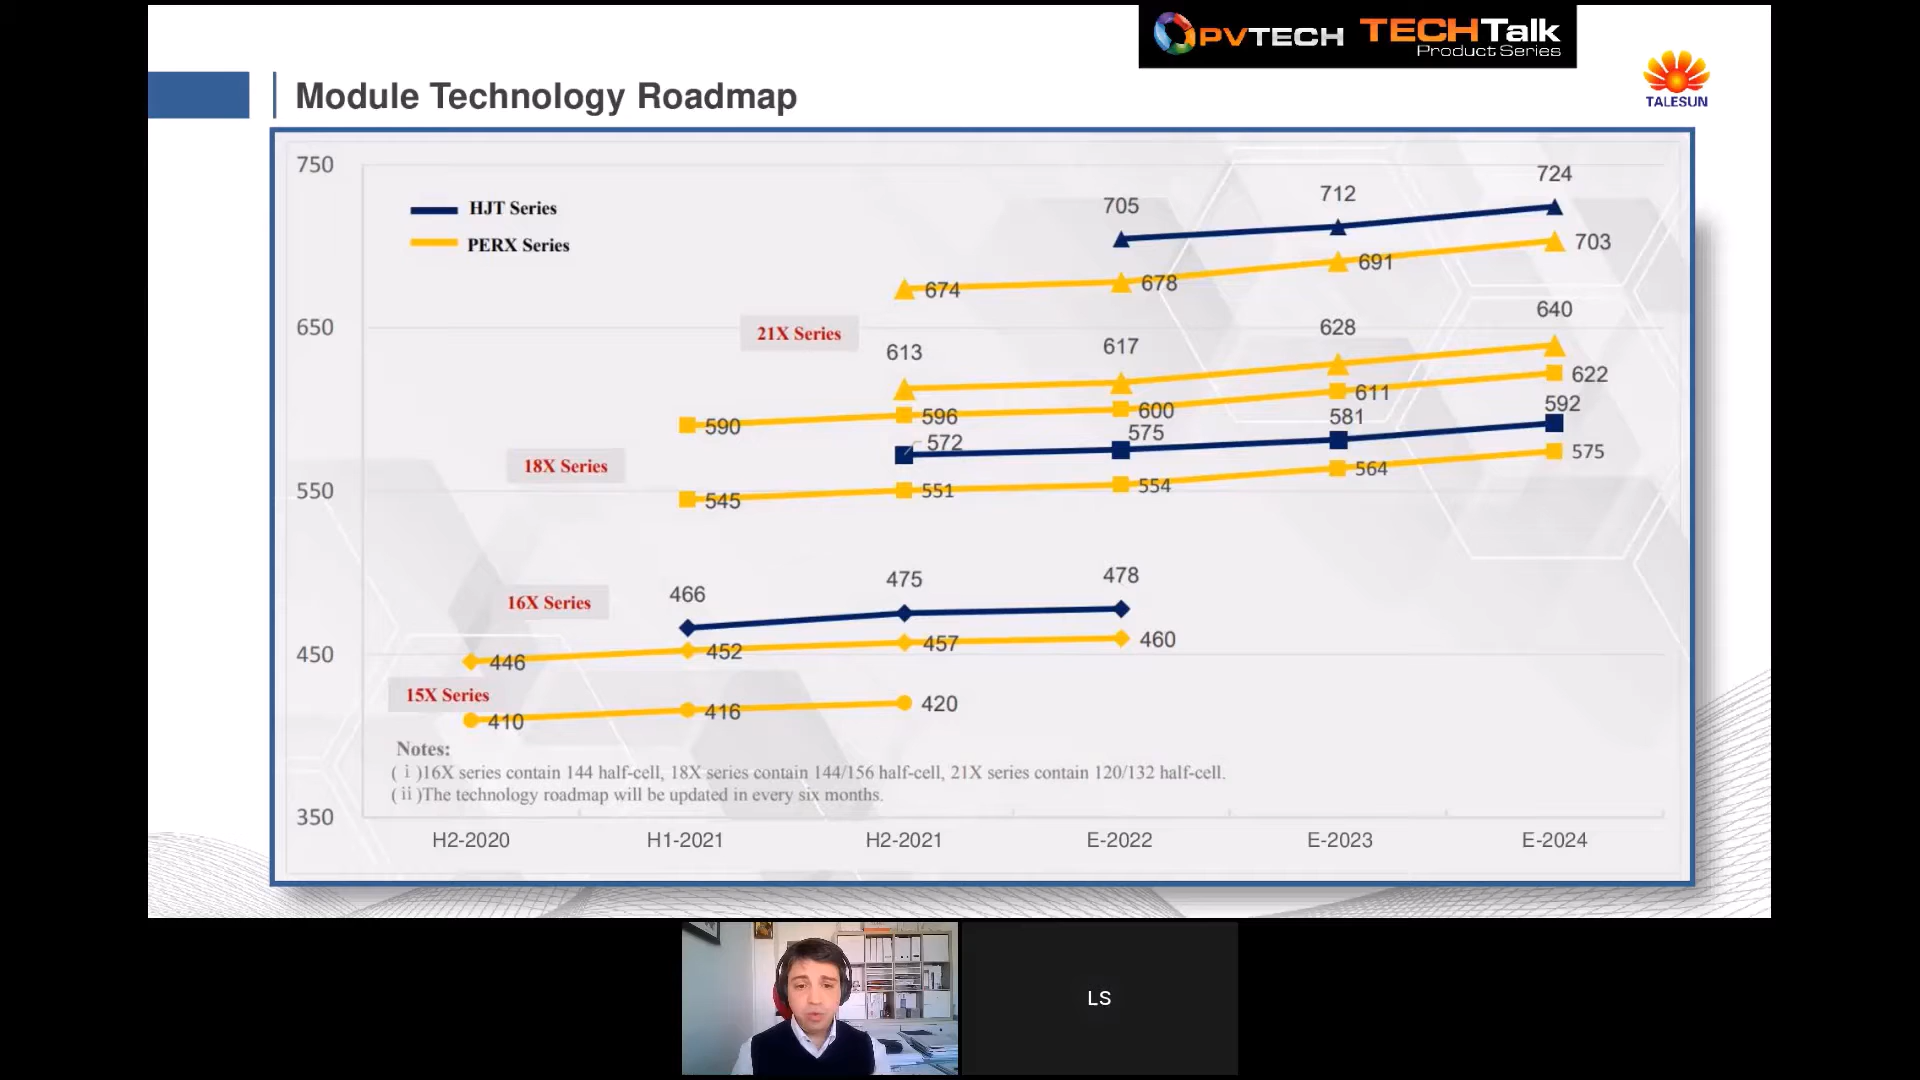 PVTECH TECHTalk
Product Series
Module Technology Roadmap
TALESUN
750
650
550
450
350
HJT Series
PERX Series
705
712
724
674
678
691
703
21X Series
613
617
628
640
590
596
600
611
622
572
575
581
592
18X Series
545
551
554
564
575
16X Series
466
475
478
446
452
457
460
15X Series
410
416
420
Notes:
(ⅰ)16X series contain 144 half-cell, 18X series contain 144/156 half-cell, 21X series contain 120/132 half-cell.
(ⅱ)The technology roadmap will be updated in every six months.
H2-2020 H1-2021 H2-2021 E-2022 E-2023 E-2024
LS